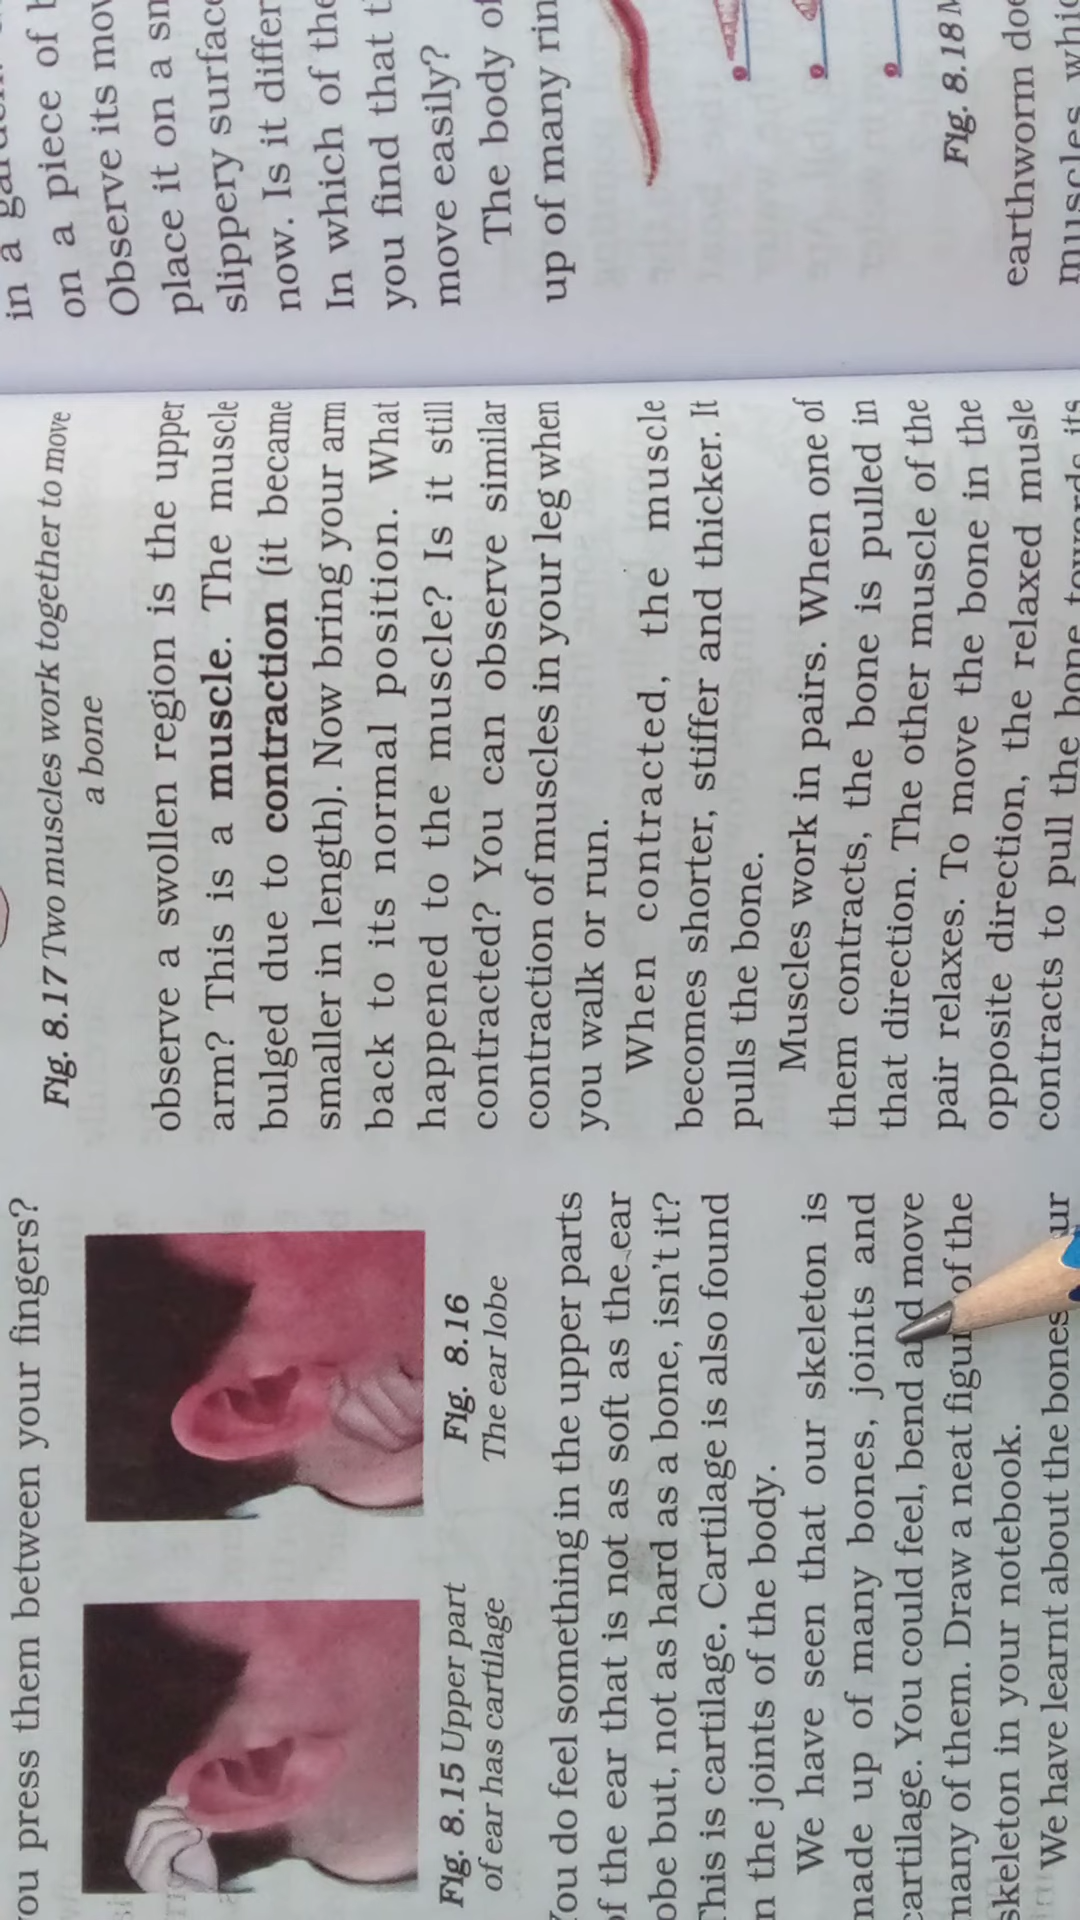 you press them between your fingers?
Fig. 8.15 Upper part
of ear has cartilage
Fig. 8.16
The ear lobe
You do feel something in the upper parts
of the ear that is not as soft as the ear
obe but, not as hard as a bone, isn't it?
This is cartilage. Cartilage is also found
n the joints of the body.
We have seen that our skeleton is
made up of many bones, joints and
cartilage. You could feel, bend and move
many of them. Draw a neat figur of the
skeleton in your notebook.
We have learnt about the bones ur
Fig. 8.17 Two muscles work together to move
a bone
observe a swollen region is the upper
arm? This is a muscle. The muscle
bulged due to contraction (it became
smaller in length). Now bring your arm
back to its normal position. What
happened to the muscle? Is it still
contracted? You can observe similar
contraction of muscles in your leg when
you walk or run.
When contracted, the muscle
becomes shorter, stiffer and thicker. It
pulls the bone.
Muscles work in pairs. When one of
them contracts, the bone is pulled in
that direction. The other muscle of the
pair relaxes. To move the bone in the
opposite direction, the relaxed musle
contracts to pull the bone towards its
in a
on a piece of
Observe its mov
place it on a sm
slippery surface
now. Is it differ
In which of the
you find that t
move easily?
The body of
up of many rin
Fig. 8.18 M
earthworm doe
muscles whic